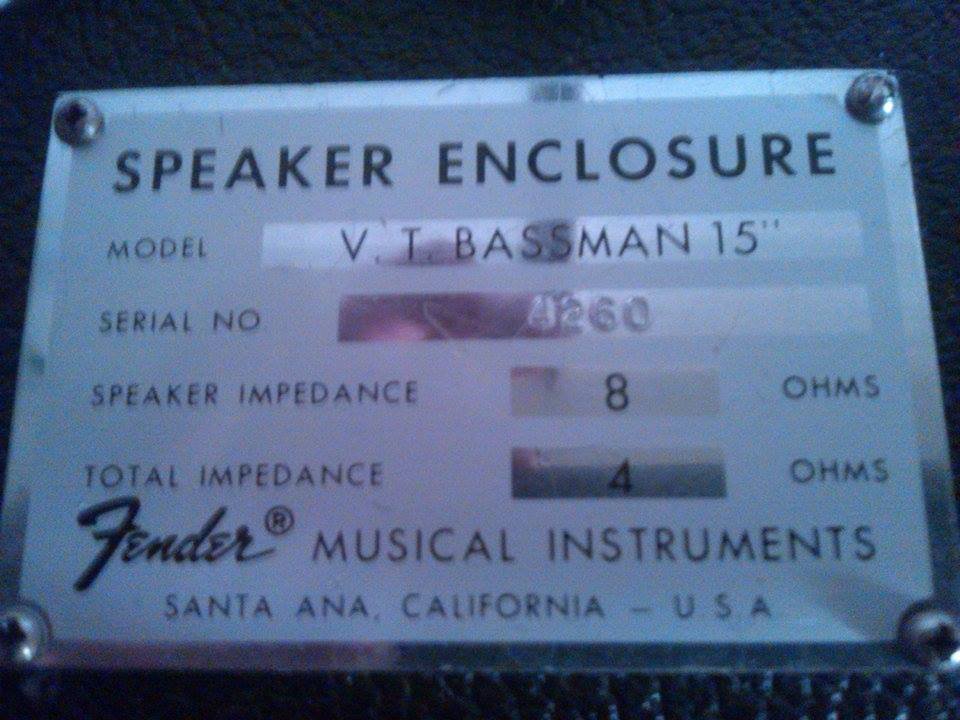 SPEAKER ENCLOSURE
MODEL V. T. BASSMAN 15"
SERIAL NO 4260
SPEAKER IMPEDANCE 8 OHMS
TOTAL IMPEDANCE 4 OHMS
Fender® MUSICAL INSTRUMENTS
SANTA ANA, CALIFORNIA – U S A